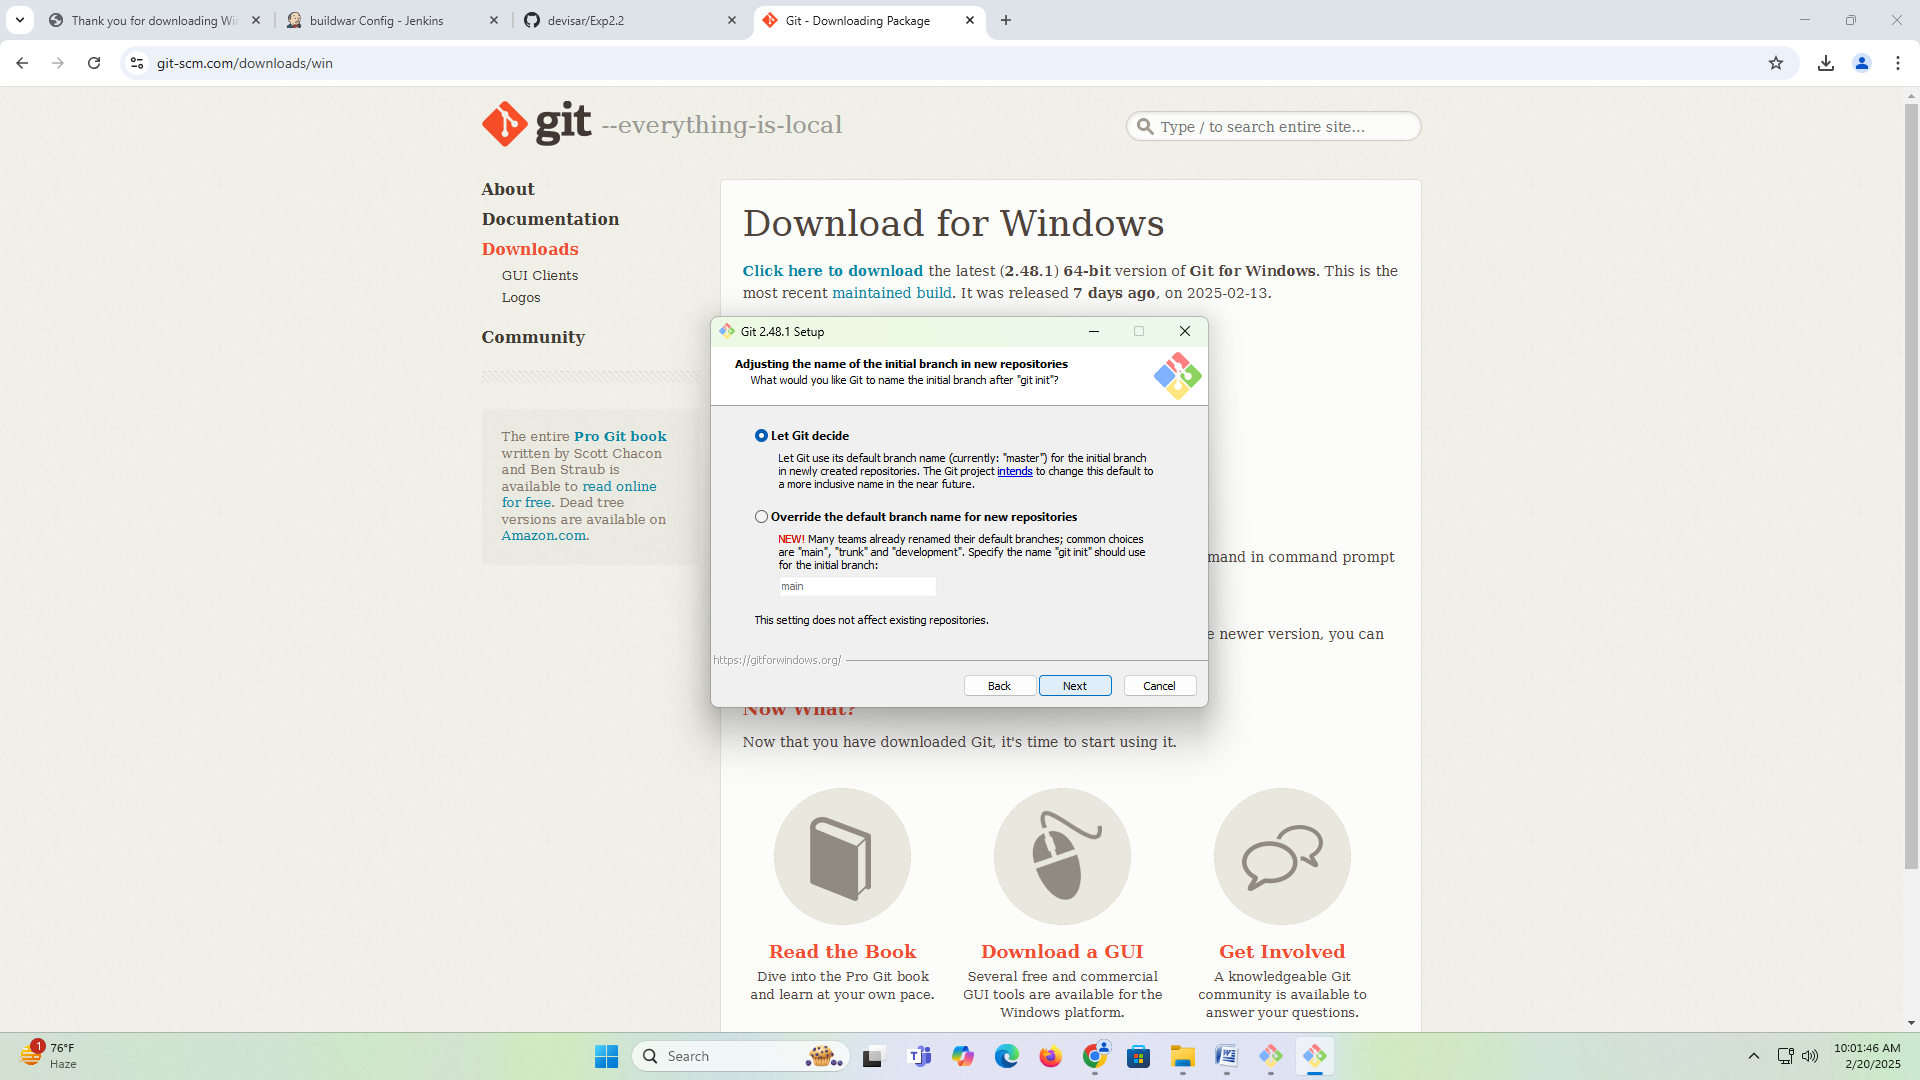 Thank you for downloading Wi
buildwar Config - Jenkins
devisar/Exp2.2
Git - Downloading Package
git-scm.com/downloads/win
git --everything-is-local
Type / to search entire site...
About
Documentation
Downloads
GUI Clients
Logos
Community
The entire Pro Git book
written by Scott Chacon
and Ben Straub is
available to read online
for free. Dead tree
versions are available on
Amazon.com.
Download for Windows
Click here to download the latest (2.48.1) 64-bit version of Git for Windows. This is the
most recent maintained build. It was released 7 days ago, on 2025-02-13.
mand in command prompt
e newer version, you can
Git 2.48.1 Setup
Adjusting the name of the initial branch in new repositories
What would you like Git to name the initial branch after "git init"?
Let Git decide
Let Git use its default branch name (currently: "master") for the initial branch
in newly created repositories. The Git project intends to change this default to
a more inclusive name in the near future.
Override the default branch name for new repositories
NEW! Many teams already renamed their default branches; common choices
are "main", "trunk" and "development". Specify the name "git init" should use
for the initial branch:
main
This setting does not affect existing repositories.
https://gitforwindows.org/
Back
Next
Cancel
Now What?
Now that you have downloaded Git, it's time to start using it.
Read the Book
Dive into the Pro Git book
and learn at your own pace.
Download a GUI
Several free and commercial
GUI tools are available for the
Windows platform.
Get Involved
A knowledgeable Git
community is available to
answer your questions.
1
76°F
Haze
Search
10:01:46 AM
2/20/2025